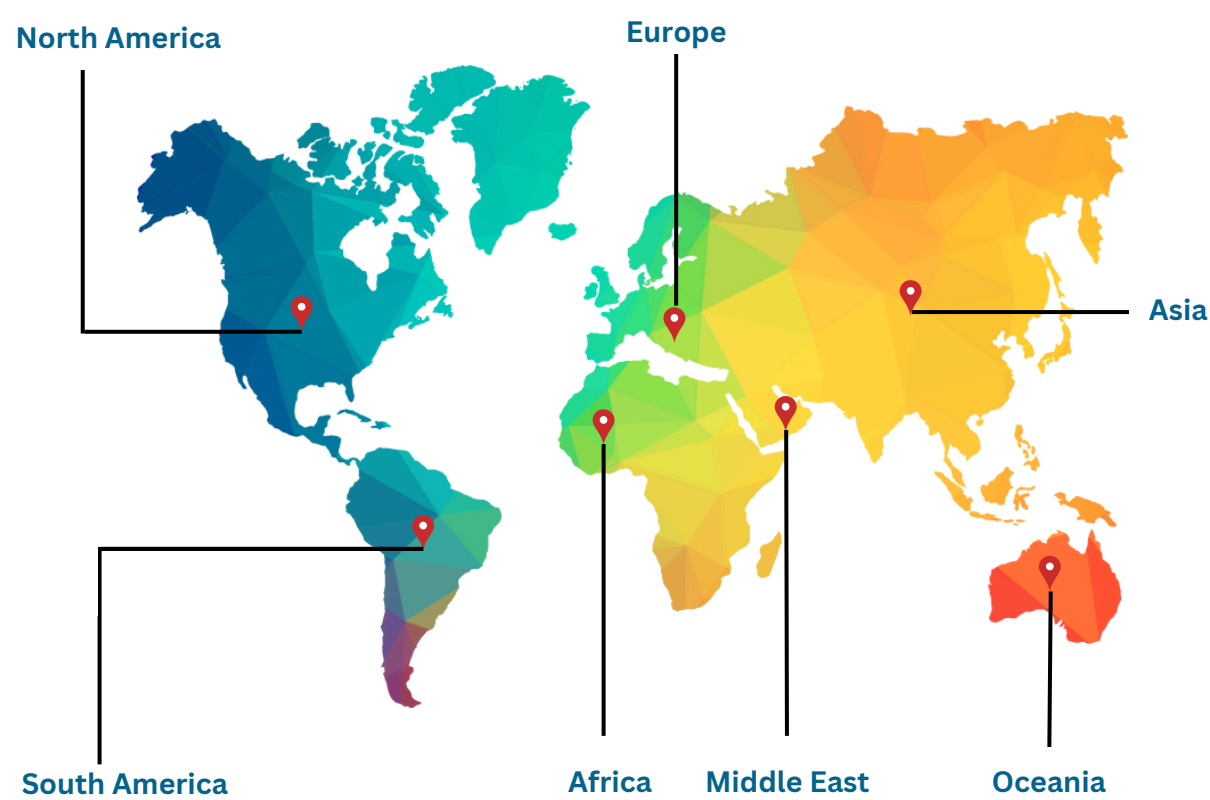 North America
Europe
Asia
South America
Africa
Middle East
Oceania